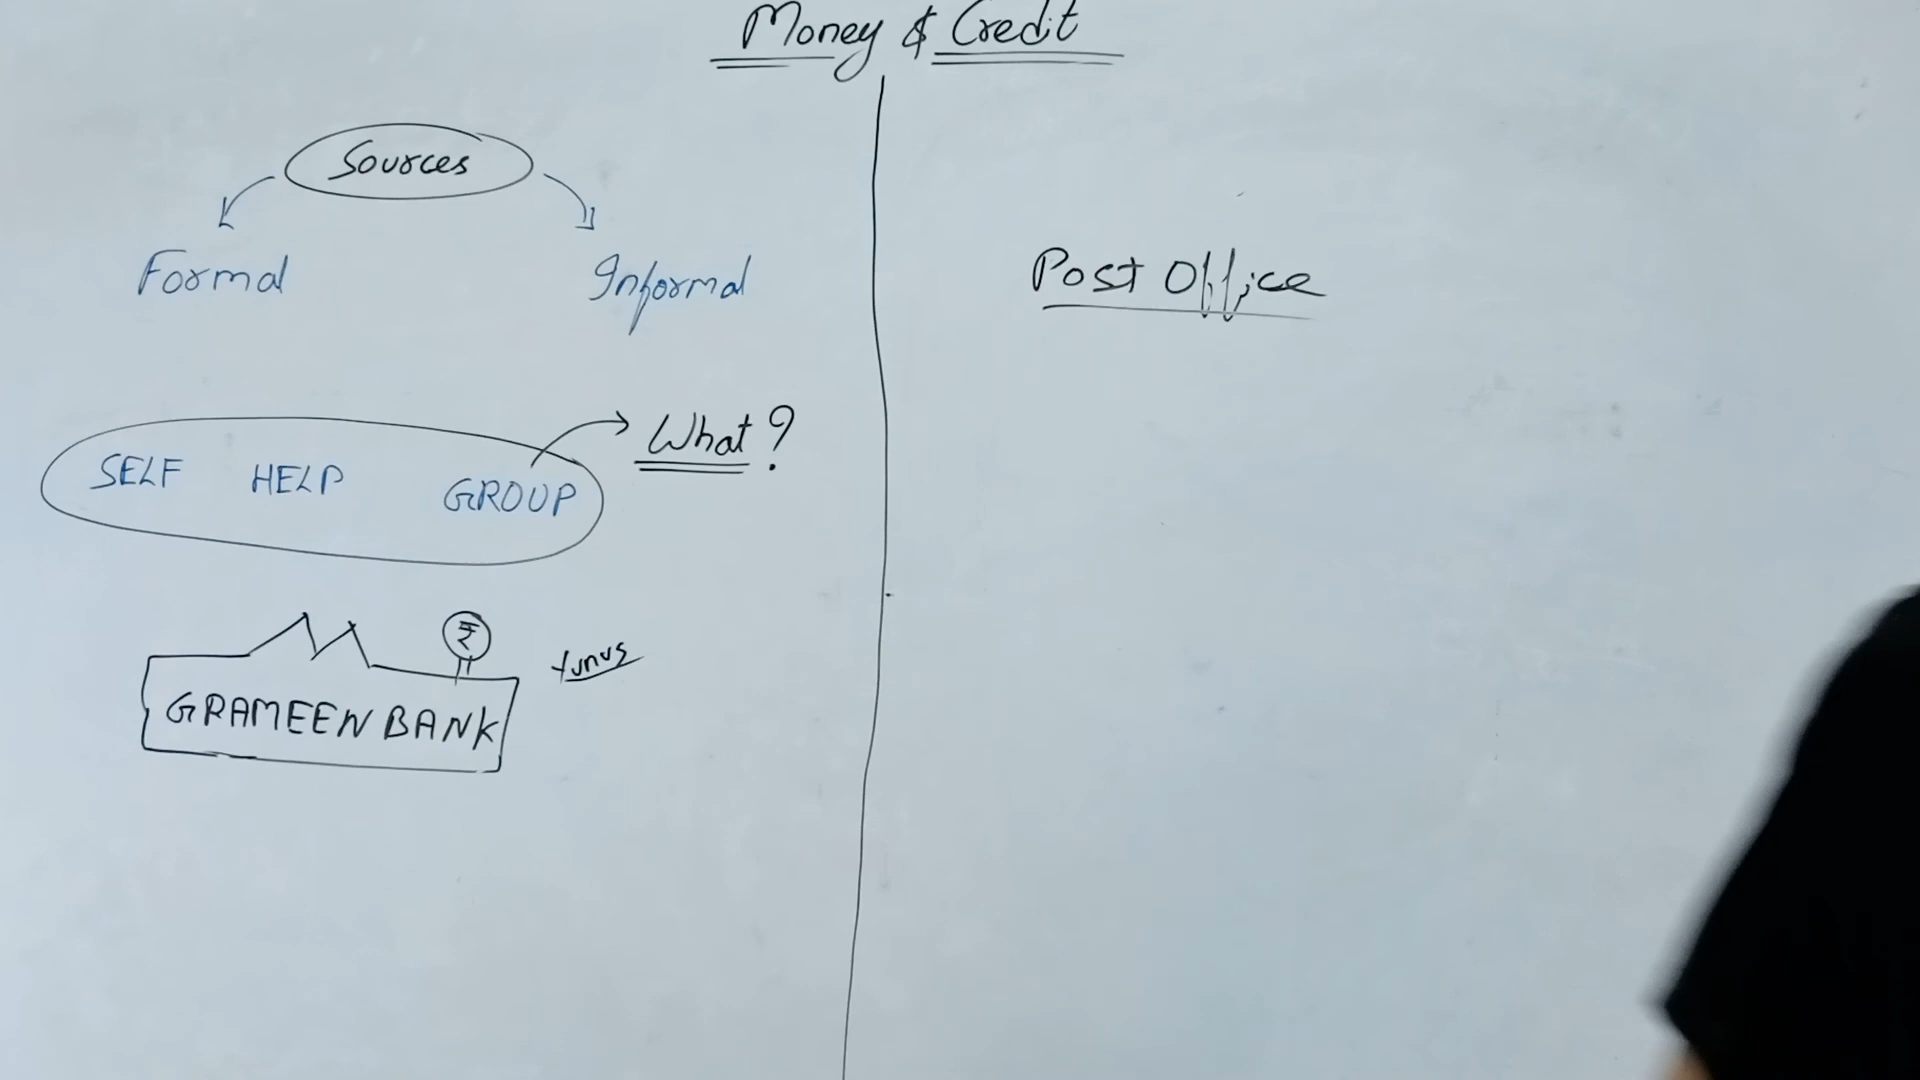 Money & Credit
Sources
Formal
Informal
SELF HELP GROUP
What?
₹
GRAMEEN BANK
Yunus
Post Office